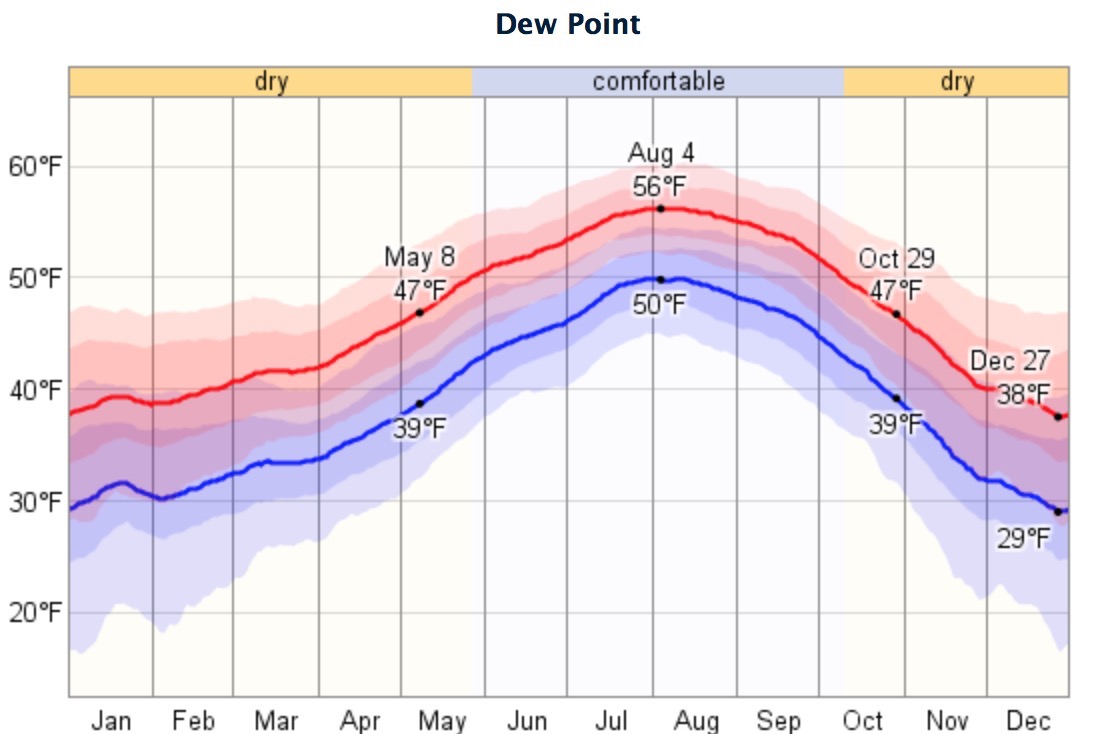 Dew Point
dry comfortable dry
60°F
50°F
40°F
30°F
20°F
Aug 4
56°F
May 8
47°F
Oct 29
47°F
50°F
Dec 27
38°F
39°F
39°F
29°F
Jan Feb Mar Apr May Jun Jul Aug Sep Oct Nov Dec